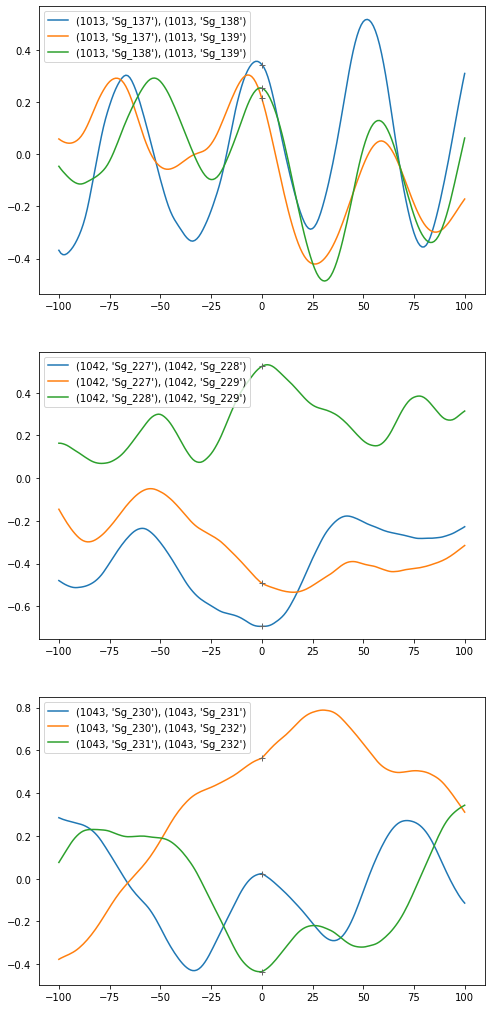 (1013, 'Sg_137'), (1013, 'Sg_138')
(1013, 'Sg_137'), (1013, 'Sg_139')
(1013, 'Sg_138'), (1013, 'Sg_139')
0.4
0.2
0.0
−0.2
−0.4
−100 −75 −50 −25 0 25 50 75 100
(1042, 'Sg_227'), (1042, 'Sg_228')
(1042, 'Sg_227'), (1042, 'Sg_229')
(1042, 'Sg_228'), (1042, 'Sg_229')
0.4
0.2
0.0
−0.2
−0.4
−0.6
−100 −75 −50 −25 0 25 50 75 100
(1043, 'Sg_230'), (1043, 'Sg_231')
(1043, 'Sg_230'), (1043, 'Sg_232')
(1043, 'Sg_231'), (1043, 'Sg_232')
0.8
0.6
0.4
0.2
0.0
−0.2
−0.4
−100 −75 −50 −25 0 25 50 75 100